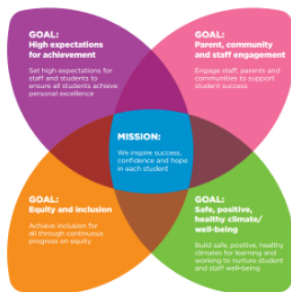 GOAL:
High expectations
for achievement
Set high expectations for
staff and students to
ensure all students achieve
personal excellence
GOAL:
Parent, community
and staff engagement
Engage staff, parents and
communities to support
student success
MISSION:
We inspire success,
confidence and hope
in each student
GOAL:
Equity and inclusion
Achieve inclusion for
all through continuous
progress on equity
GOAL:
Safe, positive,
healthy climate/
well-being
Build safe, positive, healthy
climates for learning and
working to nurture student
and staff well-being